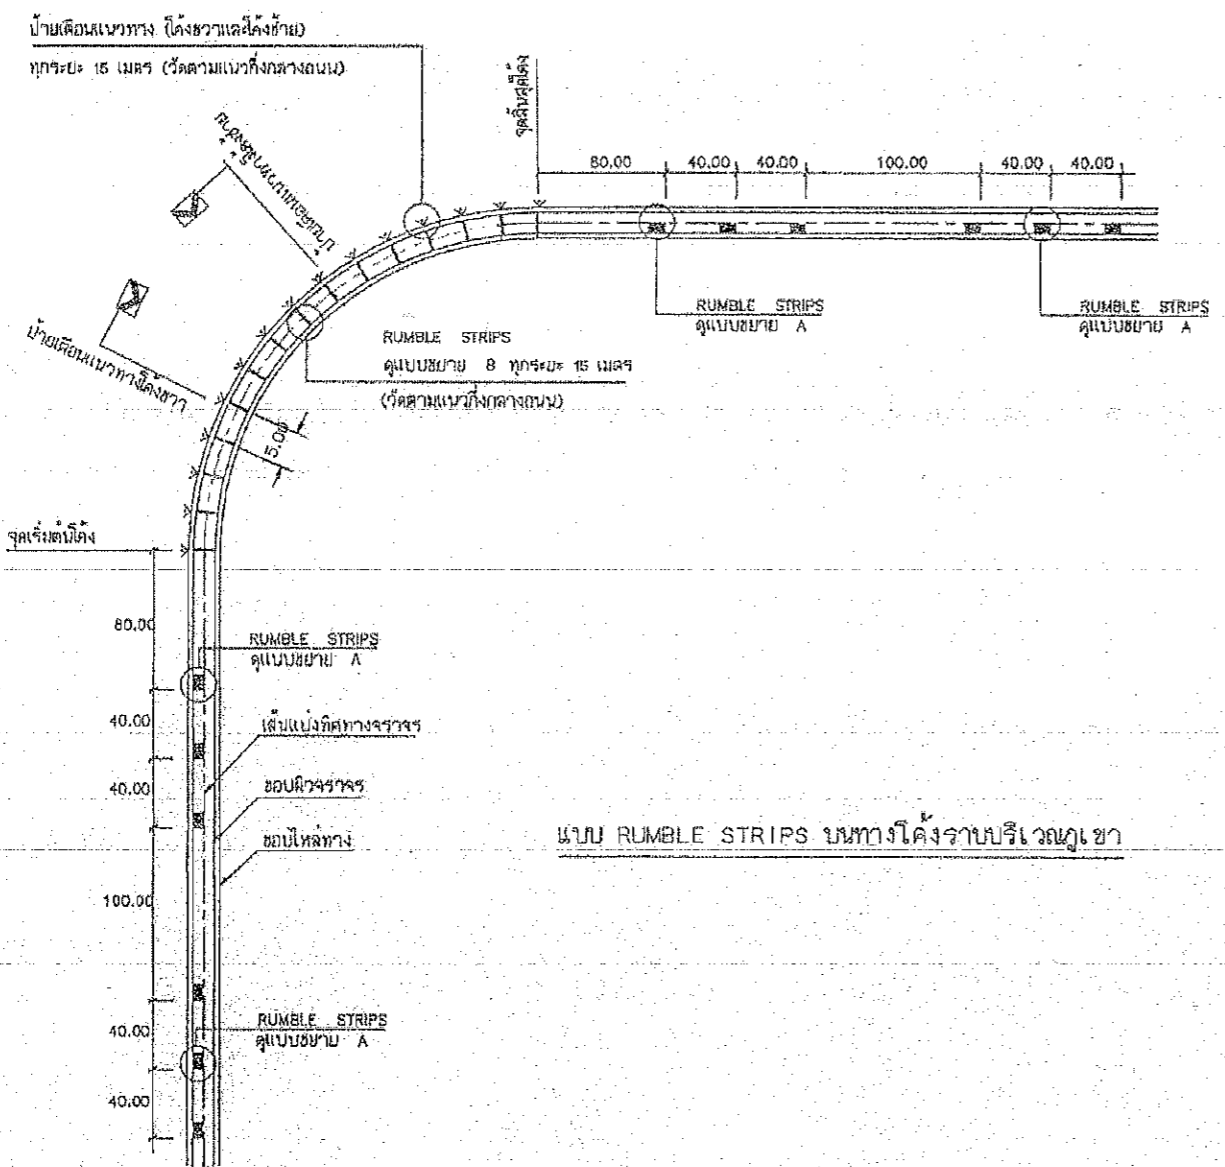 ป้ายเตือนแนวทาง (โค้งขวาและโค้งซ้าย)
ทุกระยะ 15 เมตร (วัดตามแนวกึ่งกลางถนน)
จุดสิ้นสุดโค้ง
80.00
40.00
40.00
100.00
40.00
40.00
RUMBLE STRIPS
ดูแบบขยาย A
RUMBLE STRIPS
ดูแบบขยาย A
ป้ายเตือนแนวทางโค้งขวา
RUMBLE STRIPS
ดูแบบขยาย B ทุกระยะ 15 เมตร
(วัดตามแนวกึ่งกลางถนน)
15.00
จุดเริ่มต้นโค้ง
80.00
RUMBLE STRIPS
ดูแบบขยาย A
40.00
เส้นแบ่งทิศทางจราจร
40.00
ขอบผิวจราจร
ขอบไหล่ทาง
แบบ RUMBLE STRIPS บนทางโค้งราบบริเวณภูเขา
100.00
RUMBLE STRIPS
ดูแบบขยาย A
40.00
40.00